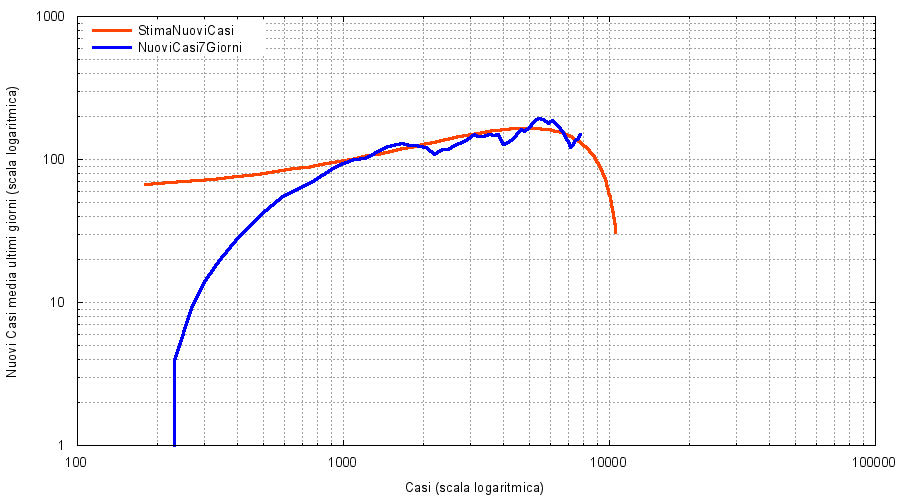 1000
StimaNuoviCasi
NuoviCasi7Giorni
Nuovi Casi media ultimi giorni (scala logaritmica)
100
10
1
100
1000
10000
100000
Casi (scala logaritmica)